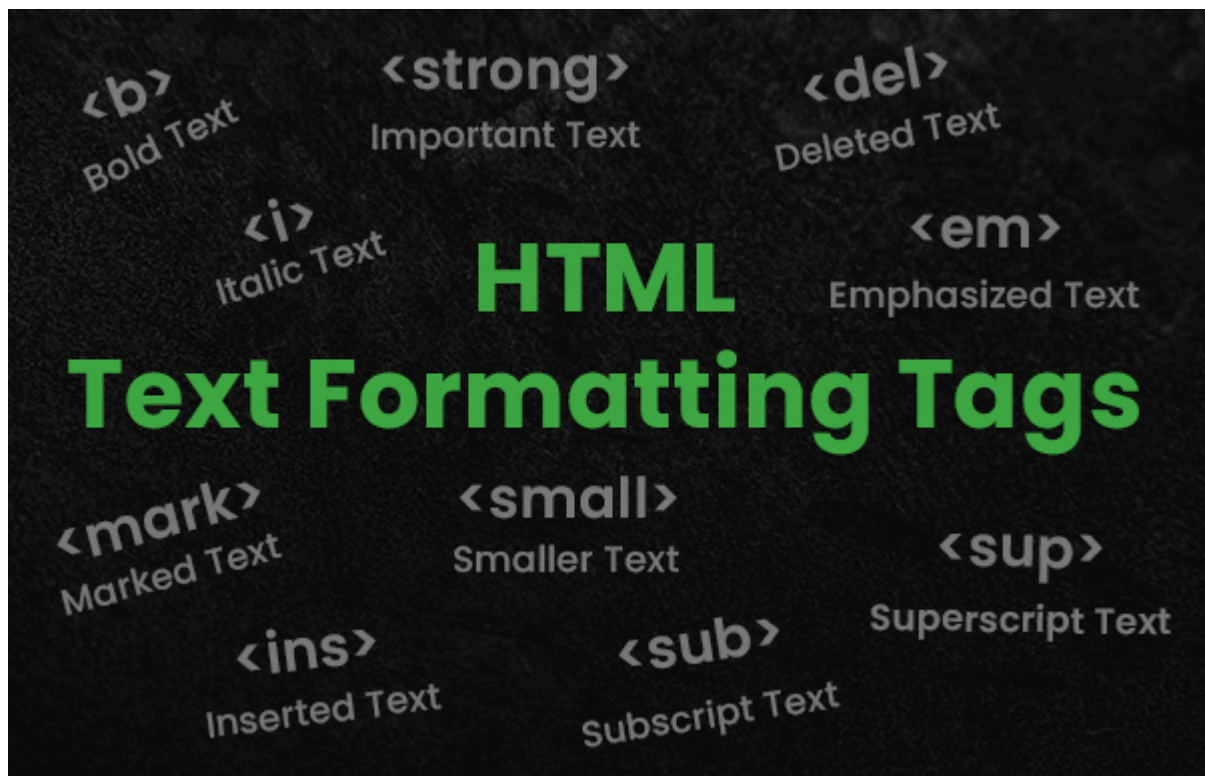 <b>
Bold Text
<strong>
Important Text
<del>
Deleted Text
<i>
Italic Text
<em>
Emphasized Text
HTML
Text Formatting Tags
<mark>
Marked Text
<small>
Smaller Text
<sup>
Superscript Text
<ins>
Inserted Text
<sub>
Subscript Text